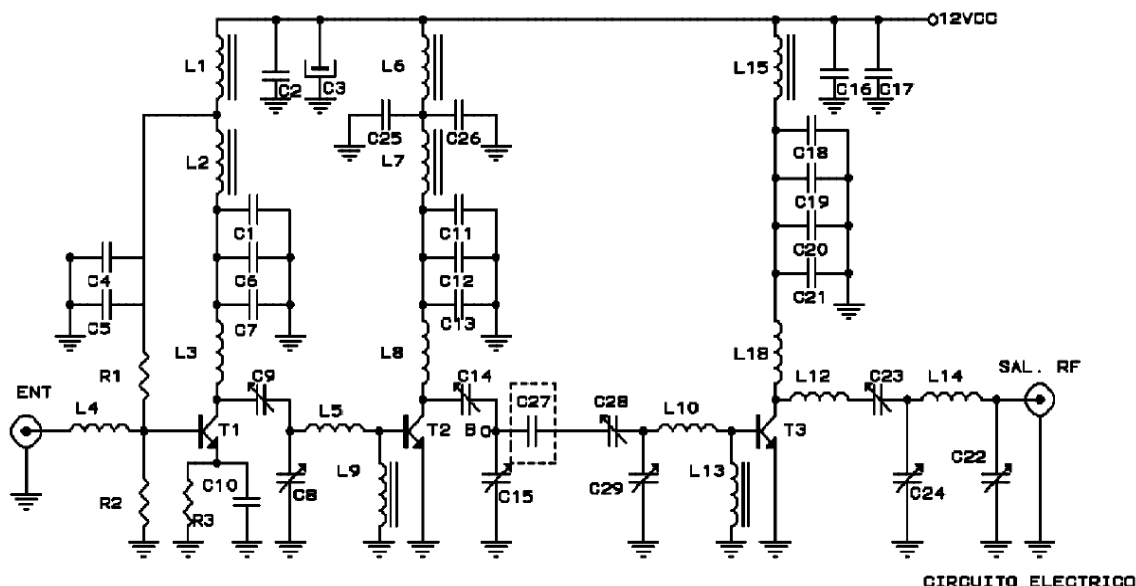 12VCC
L1
C2
C3
L6
L15
C16
C17
C25
C26
L2
L7
C18
C1
C11
C19
C4
C6
C12
C20
C5
C7
C13
C21
L3
L8
L18
R1
C9
C14
C27
C28
L10
L12
C23
L14
SAL. RF
ENT
L4
T1
L5
T2
B
T3
R2
R3
C10
C8
L9
C15
C29
L13
C24
C22
CIRCUITO ELECTRICO